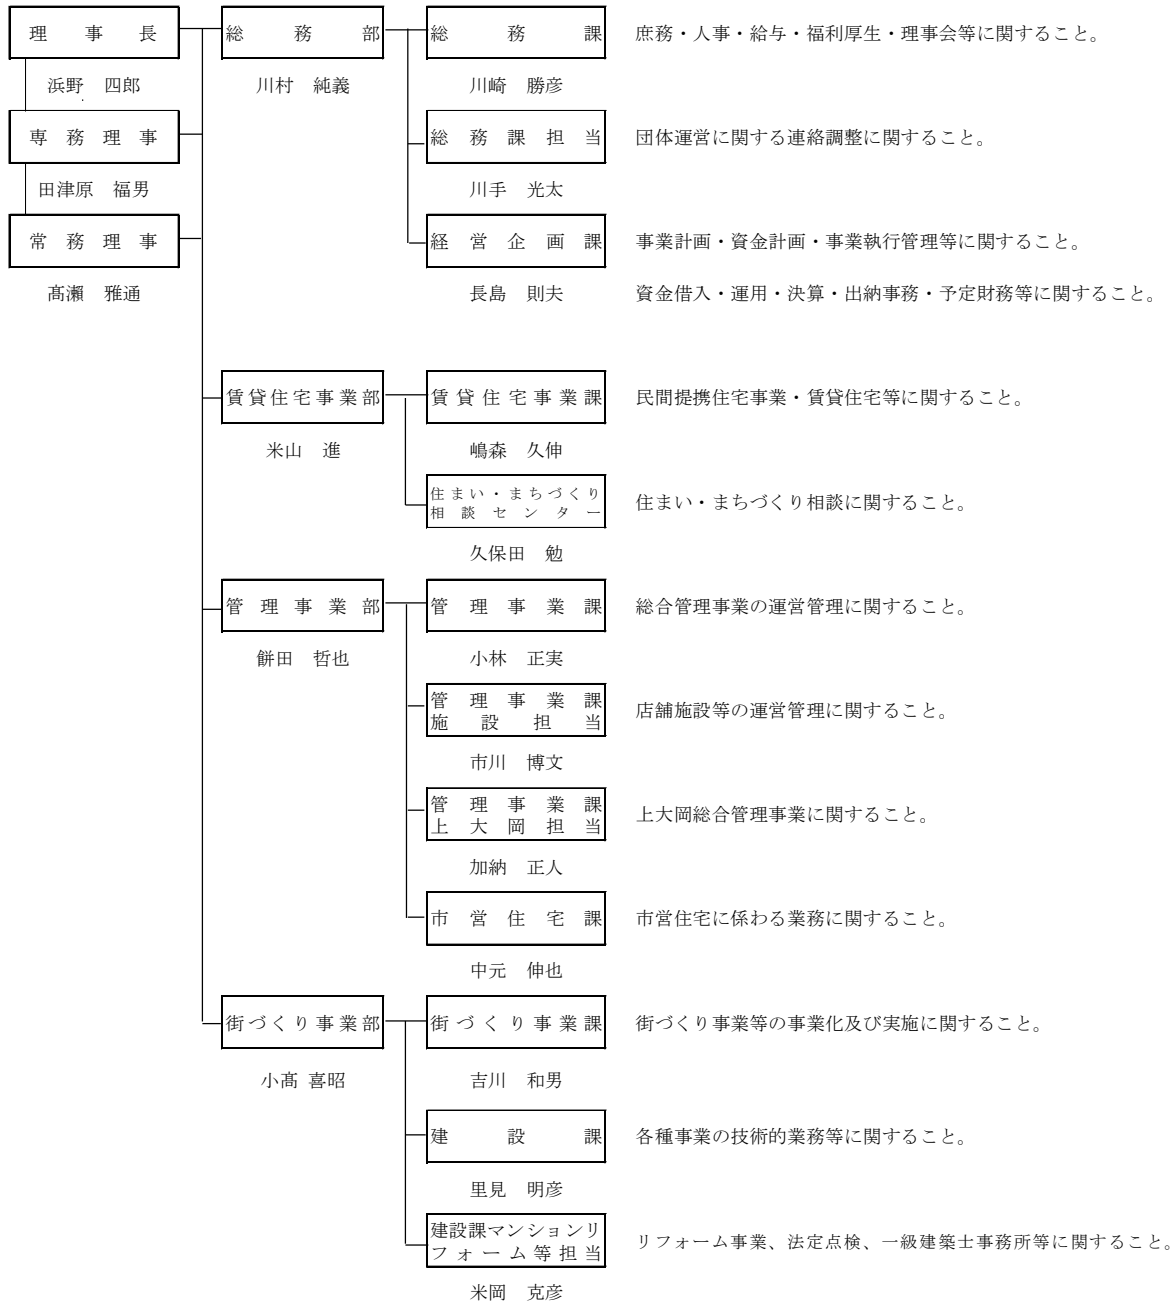 理事長 総務部 総務課 庶務・人事・給与・福利厚生・理事会等に関すること。
浜野 四郎 川村 純義 川崎 勝彦
専務理事 総務課担当 団体運営に関する連絡調整に関すること。
田津原 福男 川手 光太
常務理事 経営企画課 事業計画・資金計画・事業執行管理等に関すること。
髙瀬 雅通 長島 則夫 資金借入・運用・決算・出納事務・予定財務等に関すること。
賃貸住宅事業部 賃貸住宅事業課 民間提携住宅事業・賃貸住宅等に関すること。
米山 進 嶋森 久伸
住まい・まちづくり
相談センター 住まい・まちづくり相談に関すること。
久保田 勉
管理事業部 管理事業課 総合管理事業の運営管理に関すること。
餅田 哲也 小林 正実
管理事業課
施設担当 店舗施設等の運営管理に関すること。
市川 博文
管理事業課
上大岡担当 上大岡総合管理事業に関すること。
加納 正人
市営住宅課 市営住宅に係わる業務に関すること。
中元 伸也
街づくり事業部 街づくり事業課 街づくり事業等の事業化及び実施に関すること。
小髙 喜昭 吉川 和男
建設課 各種事業の技術的業務等に関すること。
里見 明彦
建設課マンションリ
フォーム等担当 リフォーム事業、法定点検、一級建築士事務所等に関すること。
米岡 克彦